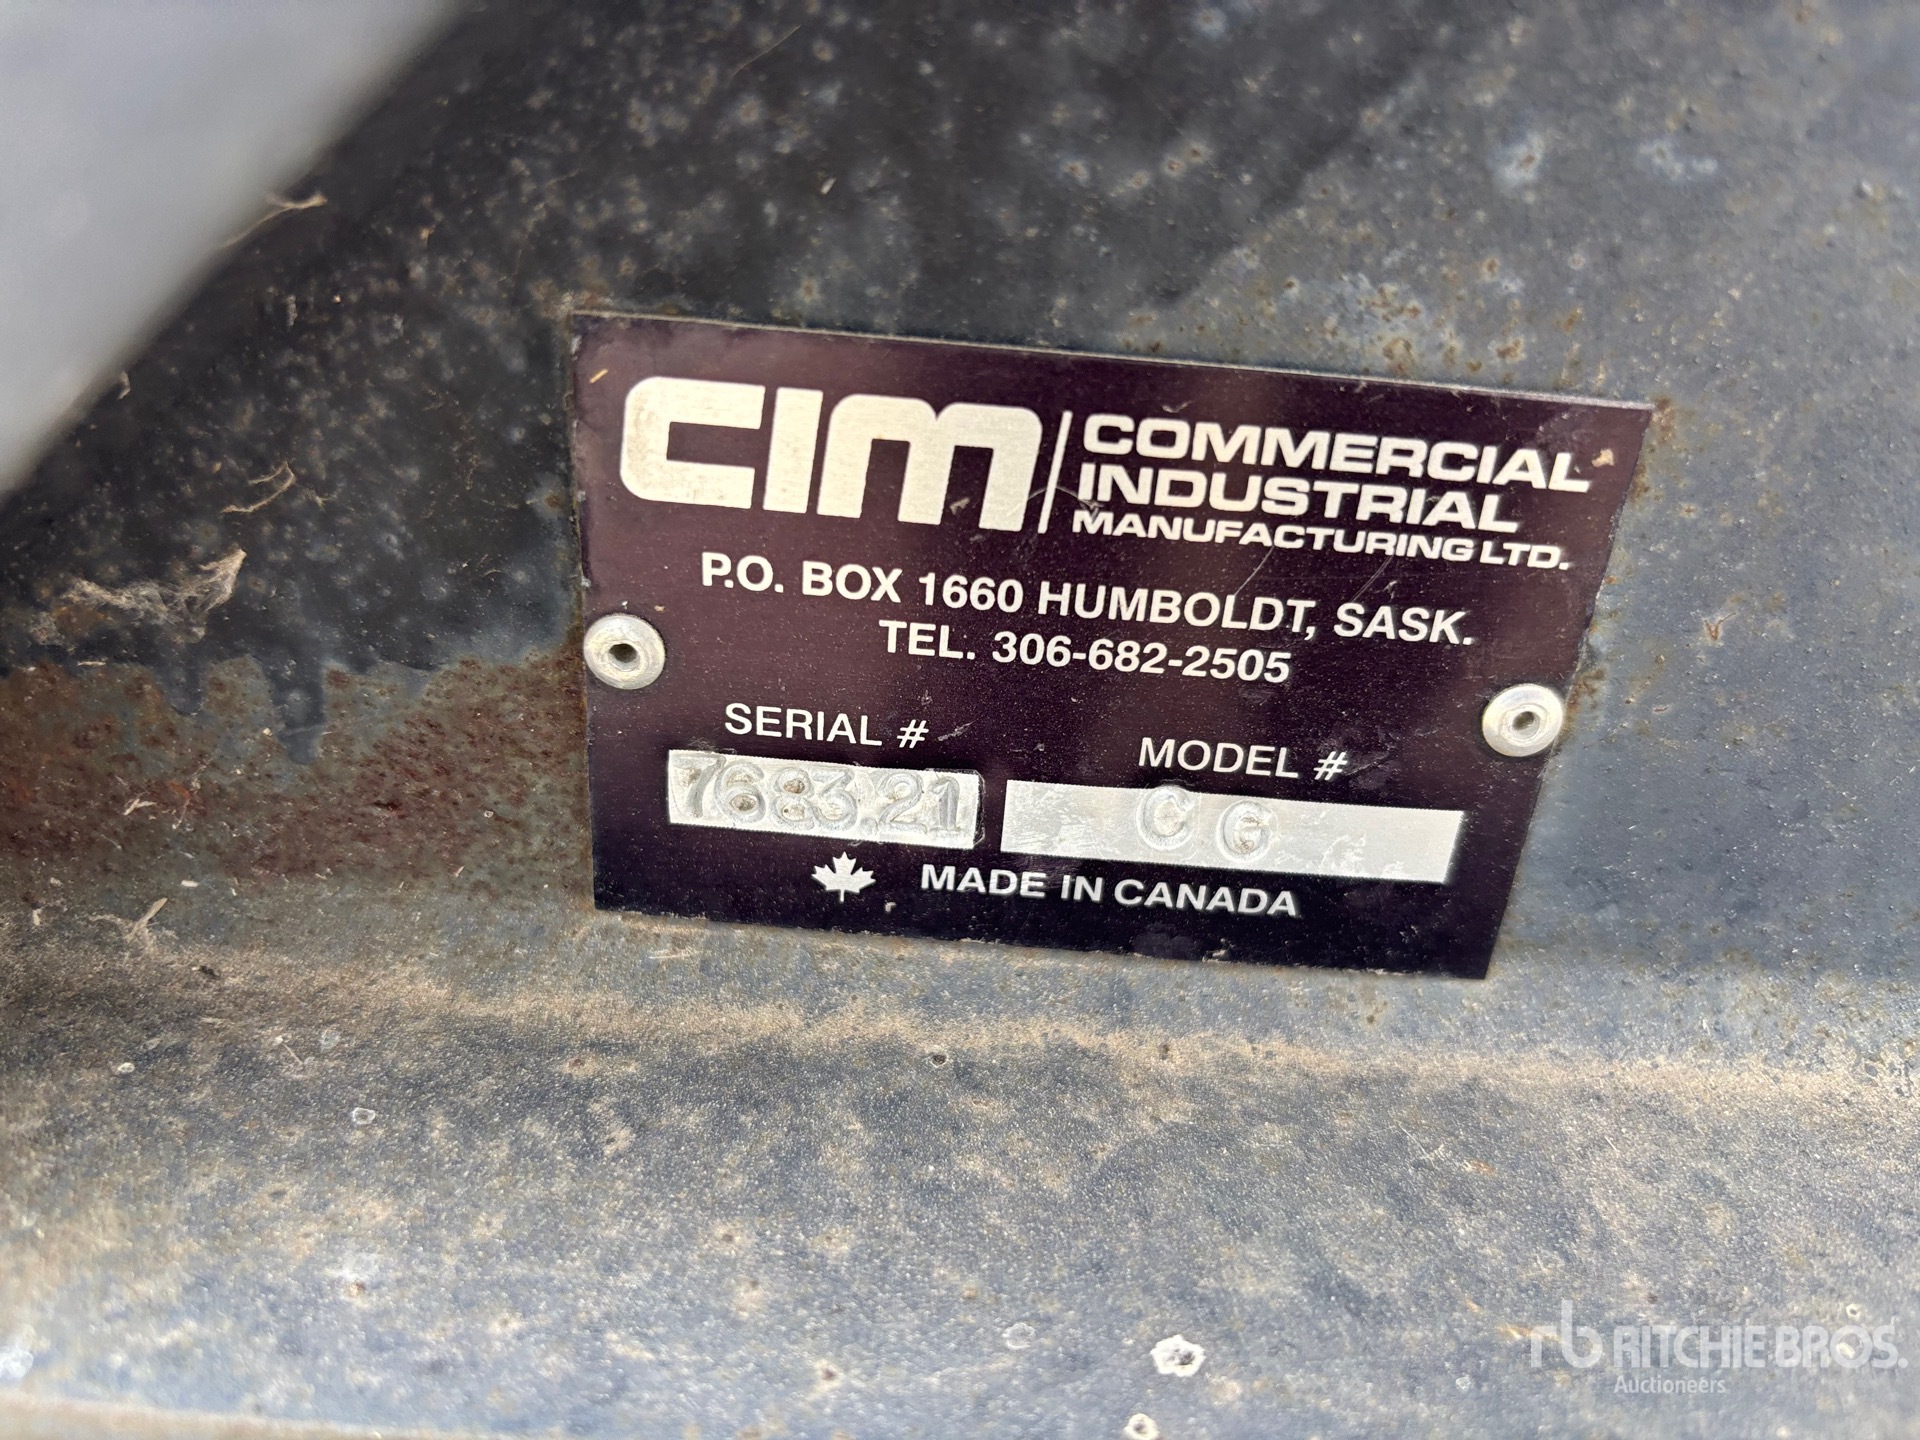 CIM
COMMERCIAL
INDUSTRIAL
MANUFACTURING LTD.
P.O. BOX 1660 HUMBOLDT, SASK.
TEL. 306-682-2505
SERIAL #
7683.21
MODEL #
CG
MADE IN CANADA
rb RITCHIE BROS.
Auctioneers